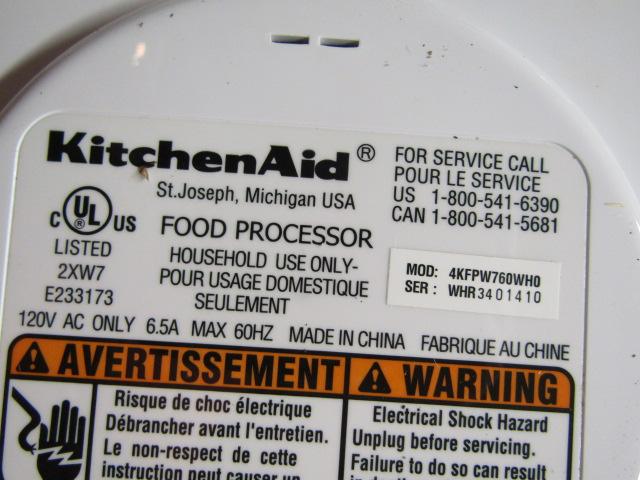 KitchenAid®
St.Joseph, Michigan USA
FOR SERVICE CALL
POUR LE SERVICE
US 1-800-541-6390
CAN 1-800-541-5681
C UL US
LISTED
2XW7
E233173
FOOD PROCESSOR
HOUSEHOLD USE ONLY-
POUR USAGE DOMESTIQUE
SEULEMENT
MOD: 4KFPW760WH0
SER : WHR3401410
120V AC ONLY 6.5A MAX 60HZ MADE IN CHINA FABRIQUE AU CHINE
AVERTISSEMENT
Risque de choc électrique
Débrancher avant l'entretien.
Le non-respect de cette
instruction peut causer un
WARNING
Electrical Shock Hazard
Unplug before servicing.
Failure to do so can result